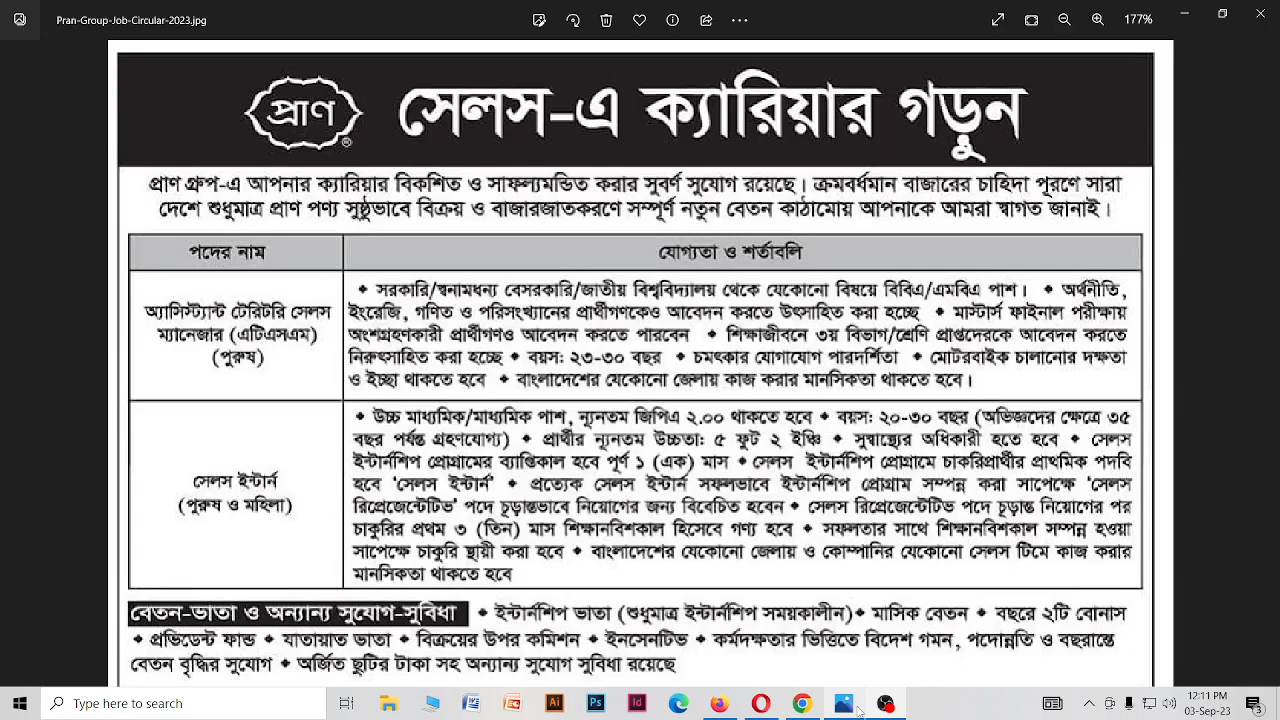 Pran-Group-Job-Circular-2023.jpg
177%
প্রাণ
®
সেলস-এ ক্যারিয়ার গড়ুন
প্রাণ গ্রুপ-এ আপনার ক্যারিয়ার বিকশিত ও সাফল্যমন্ডিত করার সুবর্ণ সুযোগ রয়েছে। ক্রমবর্ধমান বাজারের চাহিদা পূরণে সারা
দেশে শুধুমাত্র প্রাণ পণ্য সুষ্ঠুভাবে বিক্রয় ও বাজারজাতকরণে সম্পূর্ণ নতুন বেতন কাঠামোয় আপনাকে আমরা স্বাগত জানাই।
পদের নাম
যোগ্যতা ও শর্তাবলি
অ্যাসিস্ট্যান্ট টেরিটরি সেলস
ম্যানেজার (এটিএসএম)
(পুরুষ)
◆ সরকারি/স্বনামধন্য বেসরকারি/জাতীয় বিশ্ববিদ্যালয় থেকে যেকোনো বিষয়ে বিবিএ/এমবিএ পাশ। ◆ অর্থনীতি,
ইংরেজি, গণিত ও পরিসংখ্যানের প্রার্থীগণকেও আবেদন করতে উৎসাহিত করা হচ্ছে ◆ মাস্টার্স ফাইনাল পরীক্ষায়
অংশগ্রহণকারী প্রার্থীগণও আবেদন করতে পারবেন ◆ শিক্ষাজীবনে ৩য় বিভাগ/শ্রেণি প্রাপ্তদেরকে আবেদন করতে
নিরুৎসাহিত করা হচ্ছে ◆ বয়স: ২৩-৩০ বছর ◆ চমৎকার যোগাযোগ পারদর্শিতা ◆ মোটরবাইক চালানোর দক্ষতা
ও ইচ্ছা থাকতে হবে ◆ বাংলাদেশের যেকোনো জেলায় কাজ করার মানসিকতা থাকতে হবে।
সেলস ইন্টার্ন
(পুরুষ ও মহিলা)
◆ উচ্চ মাধ্যমিক/মাধ্যমিক পাশ, ন্যূনতম জিপিএ ২.০০ থাকতে হবে ◆ বয়স: ২০-৩০ বছর (অভিজ্ঞদের ক্ষেত্রে ৩৫
বছর পর্যন্ত গ্রহণযোগ্য) ◆ প্রার্থীর ন্যূনতম উচ্চতা: ৫ ফুট ২ ইঞ্চি ◆ সুস্বাস্থ্যের অধিকারী হতে হবে ◆ সেলস
ইন্টার্নশিপ প্রোগ্রামের ব্যাপ্তিকাল হবে পূর্ণ ১ (এক) মাস ◆ সেলস ইন্টার্নশিপ প্রোগ্রামে চাকরিপ্রার্থীর প্রাথমিক পদবি
হবে ‘সেলস ইন্টার্ন’ ◆ প্রত্যেক সেলস ইন্টার্ন সফলভাবে ইন্টার্নশিপ প্রোগ্রাম সম্পন্ন করা সাপেক্ষে ‘সেলস
রিপ্রেজেন্টেটিভ’ পদে চূড়ান্তভাবে নিয়োগের জন্য বিবেচিত হবেন ◆ সেলস রিপ্রেজেন্টেটিভ পদে চূড়ান্ত নিয়োগের পর
চাকুরির প্রথম ৩ (তিন) মাস শিক্ষানবিশকাল হিসেবে গণ্য হবে ◆ সফলতার সাথে শিক্ষানবিশকাল সম্পন্ন হওয়া
সাপেক্ষে চাকুরি স্থায়ী করা হবে ◆ বাংলাদেশের যেকোনো জেলায় ও কোম্পানির যেকোনো সেলস টিমে কাজ করার
মানসিকতা থাকতে হবে
বেতন-ভাতা ও অন্যান্য সুযোগ-সুবিধা ◆ ইন্টার্নশিপ ভাতা (শুধুমাত্র ইন্টার্নশিপ সময়কালীন)◆ মাসিক বেতন ◆ বছরে ২টি বোনাস
◆ প্রভিডেন্ট ফান্ড ◆ যাতায়াত ভাতা ◆ বিক্রয়ের উপর কমিশন ◆ ইনসেনটিভ ◆ কর্মদক্ষতার ভিত্তিতে বিদেশ গমন, পদোন্নতি ও বছরান্তে
বেতন বৃদ্ধির সুযোগ ◆ অর্জিত ছুটির টাকা সহ অন্যান্য সুযোগ সুবিধা রয়েছে
Type here to search
Ai
Ps
Id
12:11 PM
03-Sep-23
3